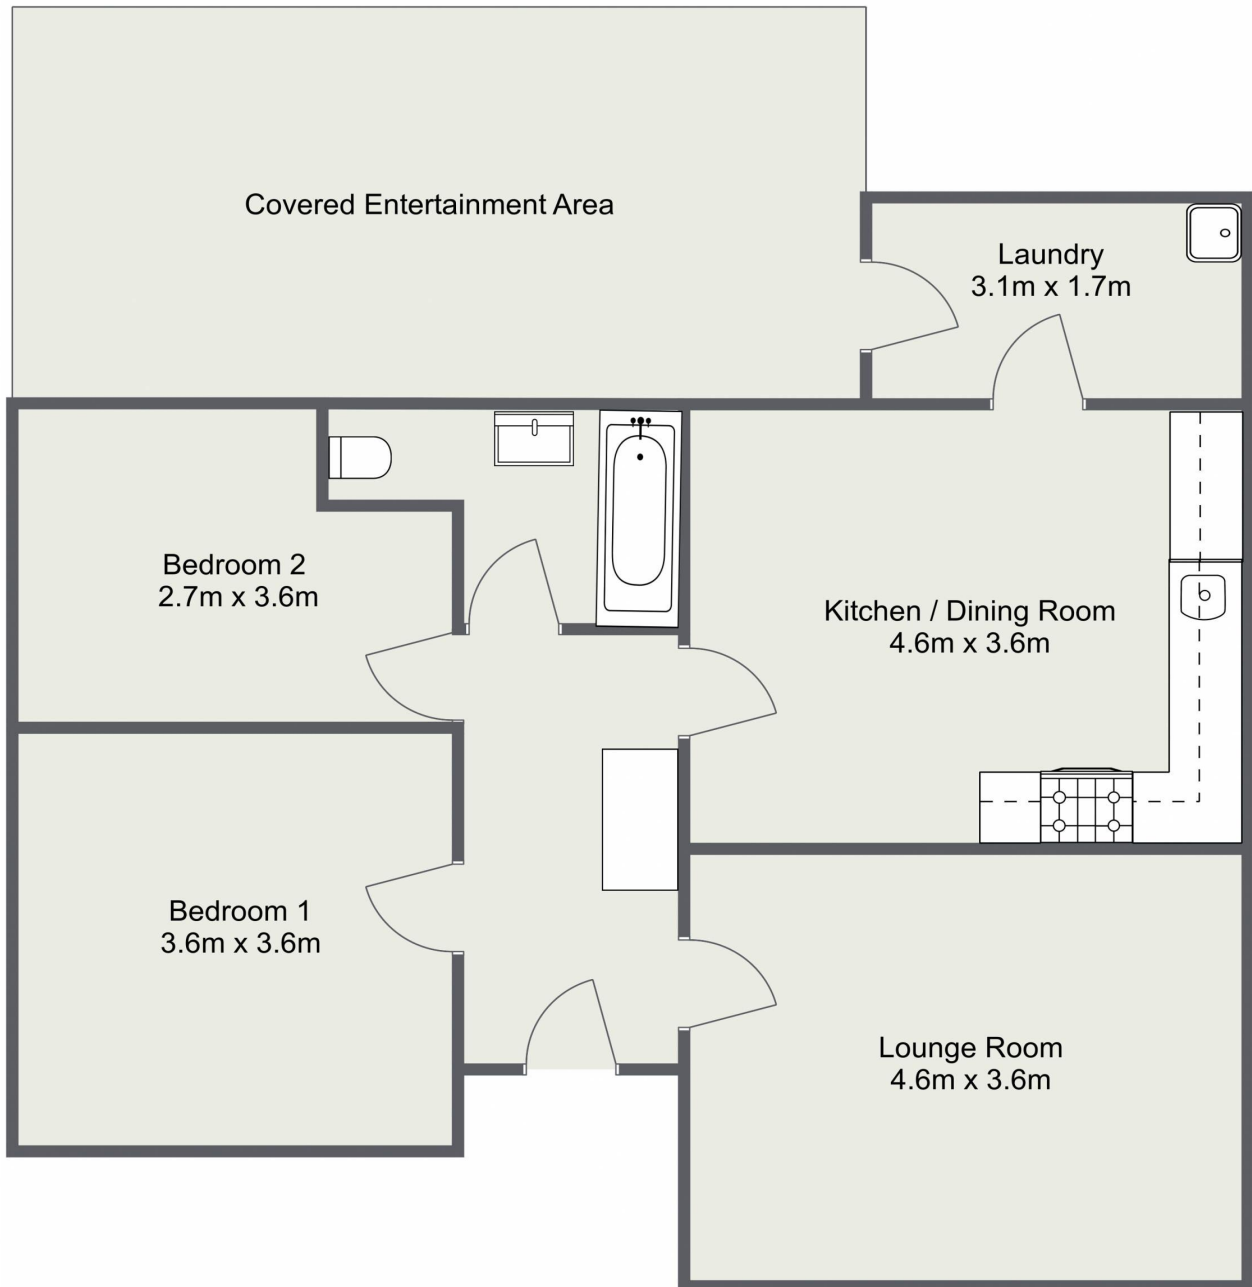 Covered Entertainment Area
Laundry
3.1m x 1.7m
Bedroom 2
2.7m x 3.6m
Kitchen / Dining Room
4.6m x 3.6m
Bedroom 1
3.6m x 3.6m
Lounge Room
4.6m x 3.6m